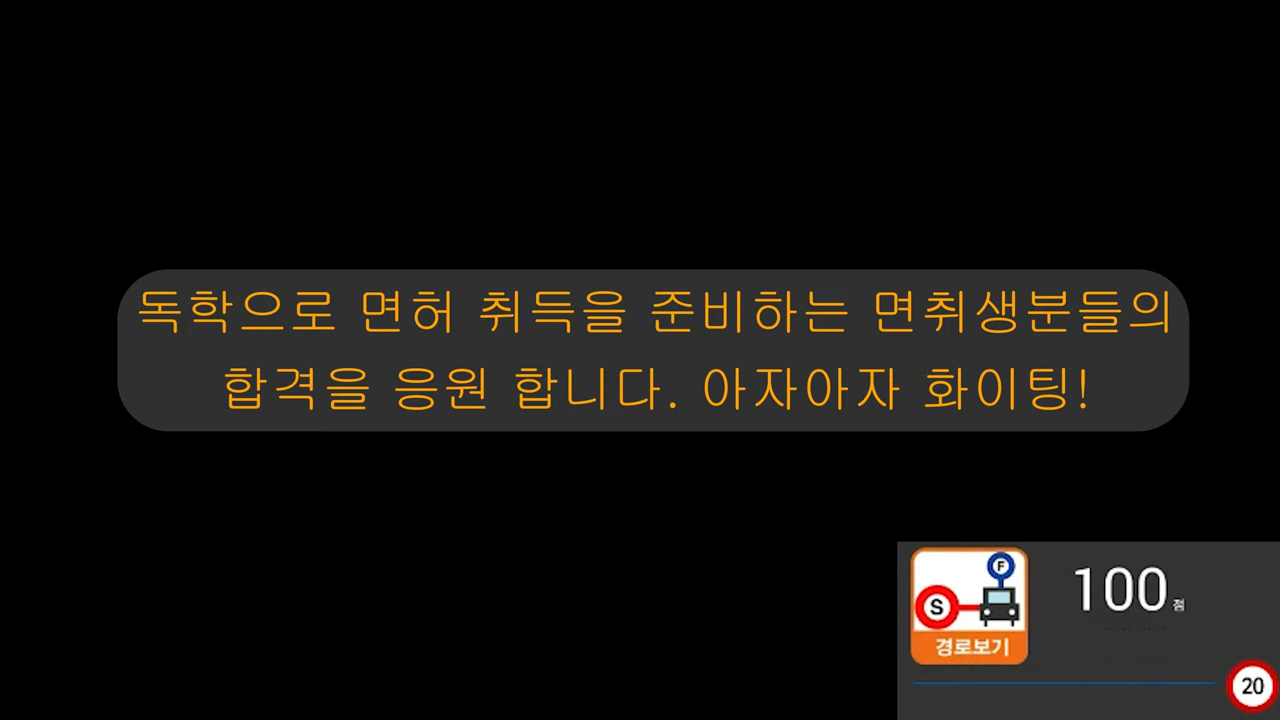 독학으로 면허 취득을 준비하는 면취생분들의
합격을 응원 합니다. 아자아자 화이팅!
F
S
경로보기
100점
20